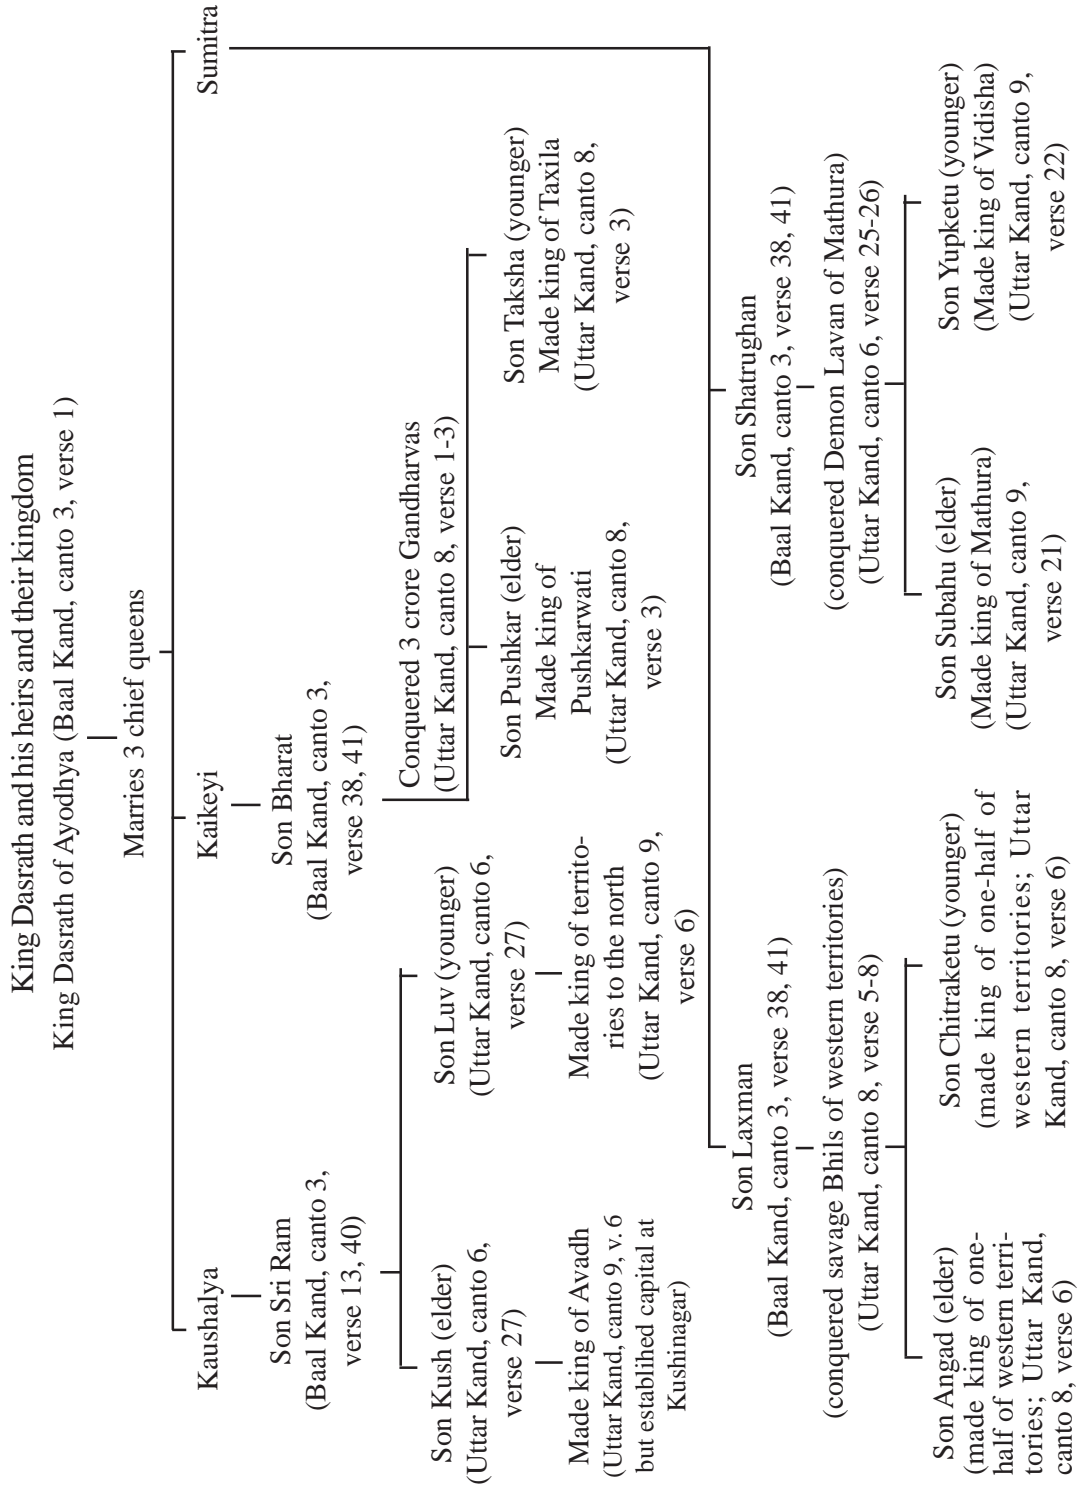 King Dasrath and his heirs and their kingdom
King Dasrath of Ayodhya (Baal Kand, canto 3, verse 1)
Marries 3 chief queens
Kaushalya
Kaikeyi
Sumitra
Son Sri Ram
(Baal Kand, canto 3,
verse 13, 40)
Son Bharat
(Baal Kand, canto 3,
verse 38, 41)
Conquered 3 crore Gandharvas
(Uttar Kand, canto 8, verse 1-3)
Son Kush (elder)
(Uttar Kand, canto 6,
verse 27)
Made king of Avadh
(Uttar Kand, canto 9, v. 6
but establihed capital at
Kushinagar)
Son Luv (younger)
(Uttar Kand, canto 6,
verse 27)
Made king of territo-
ries to the north
(Uttar Kand, canto 9,
verse 6)
Son Pushkar (elder)
Made king of
Pushkarwati
(Uttar Kand, canto 8,
verse 3)
Son Taksha (younger)
Made king of Taxila
(Uttar Kand, canto 8,
verse 3)
Son Laxman
(Baal Kand, canto 3, verse 38, 41)
(conquered savage Bhils of western territories)
(Uttar Kand, canto 8, verse 5-8)
Son Shatrughan
(Baal Kand, canto 3, verse 38, 41)
(conquered Demon Lavan of Mathura)
(Uttar Kand, canto 6, verse 25-26)
Son Angad (elder)
(made king of one-
half of western terri-
tories; Uttar Kand,
canto 8, verse 6)
Son Chitraketu (younger)
(made king of one-half of
western territories; Uttar
Kand, canto 8, verse 6)
Son Subahu (elder)
(Made king of Mathura)
(Uttar Kand, canto 9,
verse 21)
Son Yupketu (younger)
(Made king of Vidisha)
(Uttar Kand, canto 9,
verse 22)